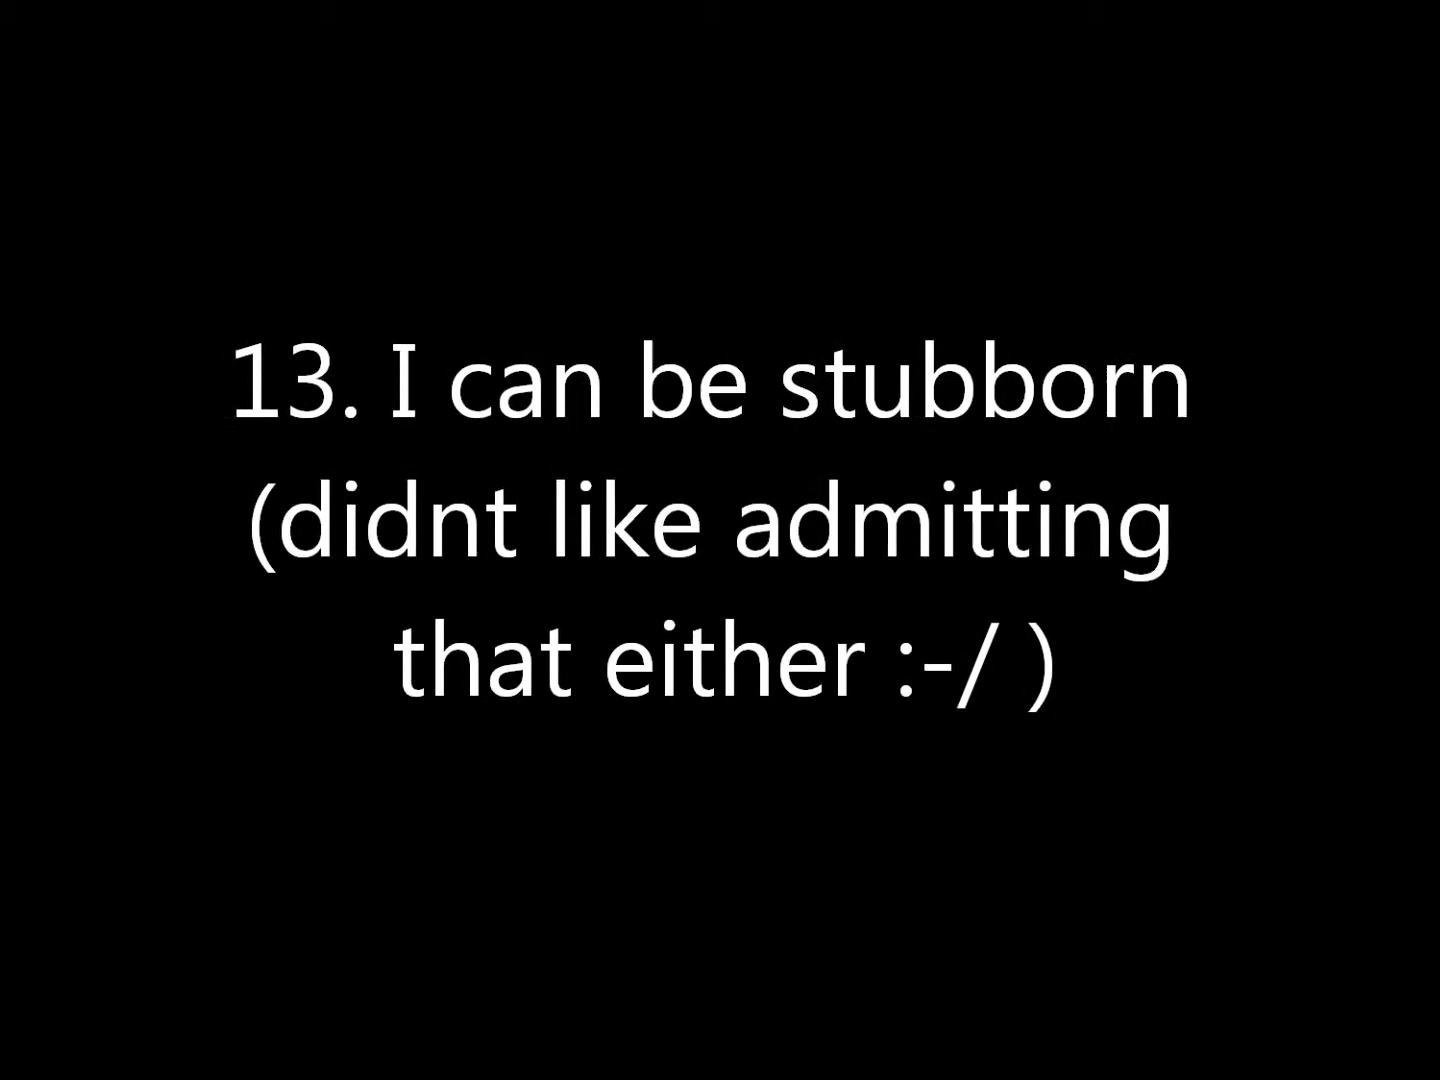 13. I can be stubborn
(didnt like admitting
that either :-/ )